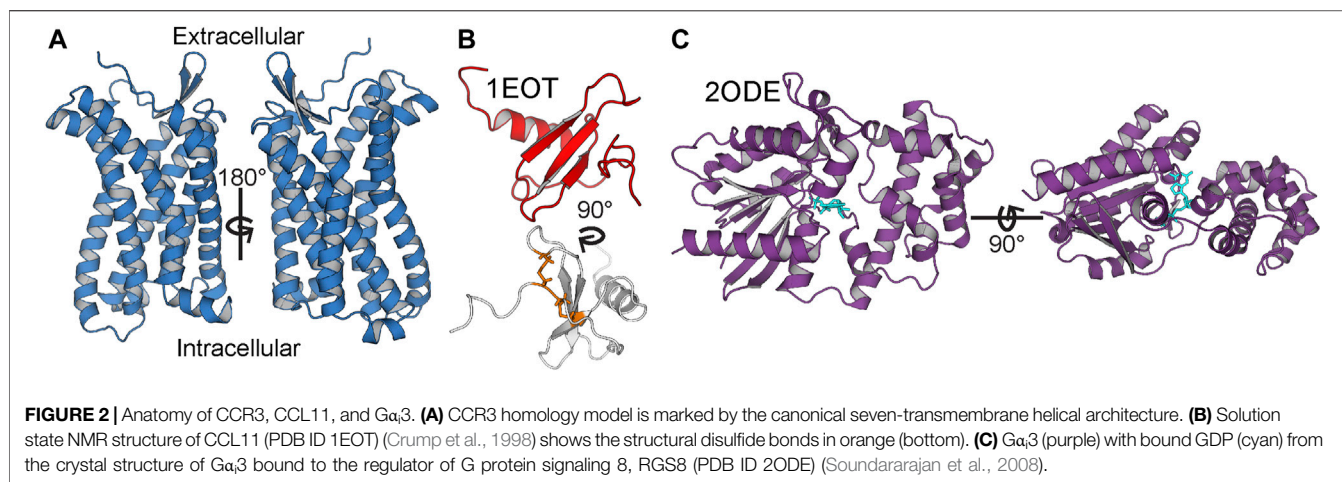 A
Extracellular
180°
Intracellular
B
1EOT
90°
C
2ODE
90°
FIGURE 2 | Anatomy of CCR3, CCL11, and Gαi3. (A) CCR3 homology model is marked by the canonical seven-transmembrane helical architecture. (B) Solution
state NMR structure of CCL11 (PDB ID 1EOT) (Crump et al., 1998) shows the structural disulfide bonds in orange (bottom). (C) Gαi3 (purple) with bound GDP (cyan) from
the crystal structure of Gαi3 bound to the regulator of G protein signaling 8, RGS8 (PDB ID 2ODE) (Soundararajan et al., 2008).